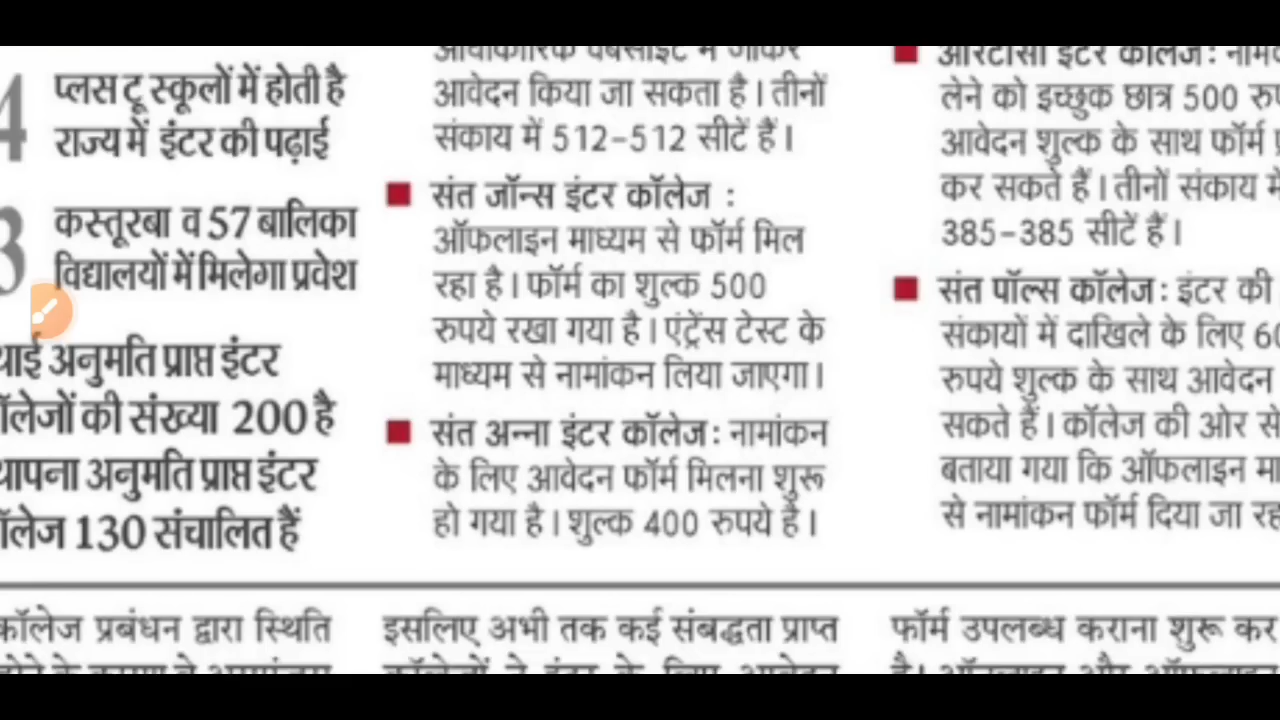 4
प्लस टू स्कूलों में होती है
राज्य में इंटर की पढ़ाई
3
कस्तूरबा व 57 बालिका
विद्यालयों में मिलेगा प्रवेश
अनुमति प्राप्त इंटर
की संख्या 200 है
अनुमति प्राप्त इंटर
130 संचालित हैं
आवेदन किया जा सकता है। तीनों
संकाय में 512-512 सीटें हैं।
■ संत जॉन्स इंटर कॉलेज :
ऑफलाइन माध्यम से फॉर्म मिल
रहा है। फॉर्म का शुल्क 500
रुपये रखा गया है। एंट्रेंस टेस्ट के
माध्यम से नामांकन लिया जाएगा।
■ संत अन्ना इंटर कॉलेज: नामांकन
के लिए आवेदन फॉर्म मिलना शुरू
हो गया है। शुल्क 400 रुपये है।
■ इंटर कॉलेज:
लेने को इच्छुक छात्र 500
आवेदन शुल्क के साथ फॉर्म
कर सकते हैं। तीनों संकाय में
385-385 सीटें हैं।
■ संत पॉल्स कॉलेज: इंटर की
संकायों में दाखिले के लिए
रुपये शुल्क के साथ आवेदन
सकते हैं। कॉलेज की ओर से
बताया गया कि ऑफलाइन
से नामांकन फॉर्म दिया जा
कॉलेज प्रबंधन द्वारा स्थिति
इसलिए अभी तक कई संबद्धता प्राप्त
फॉर्म उपलब्ध कराना शुरू कर